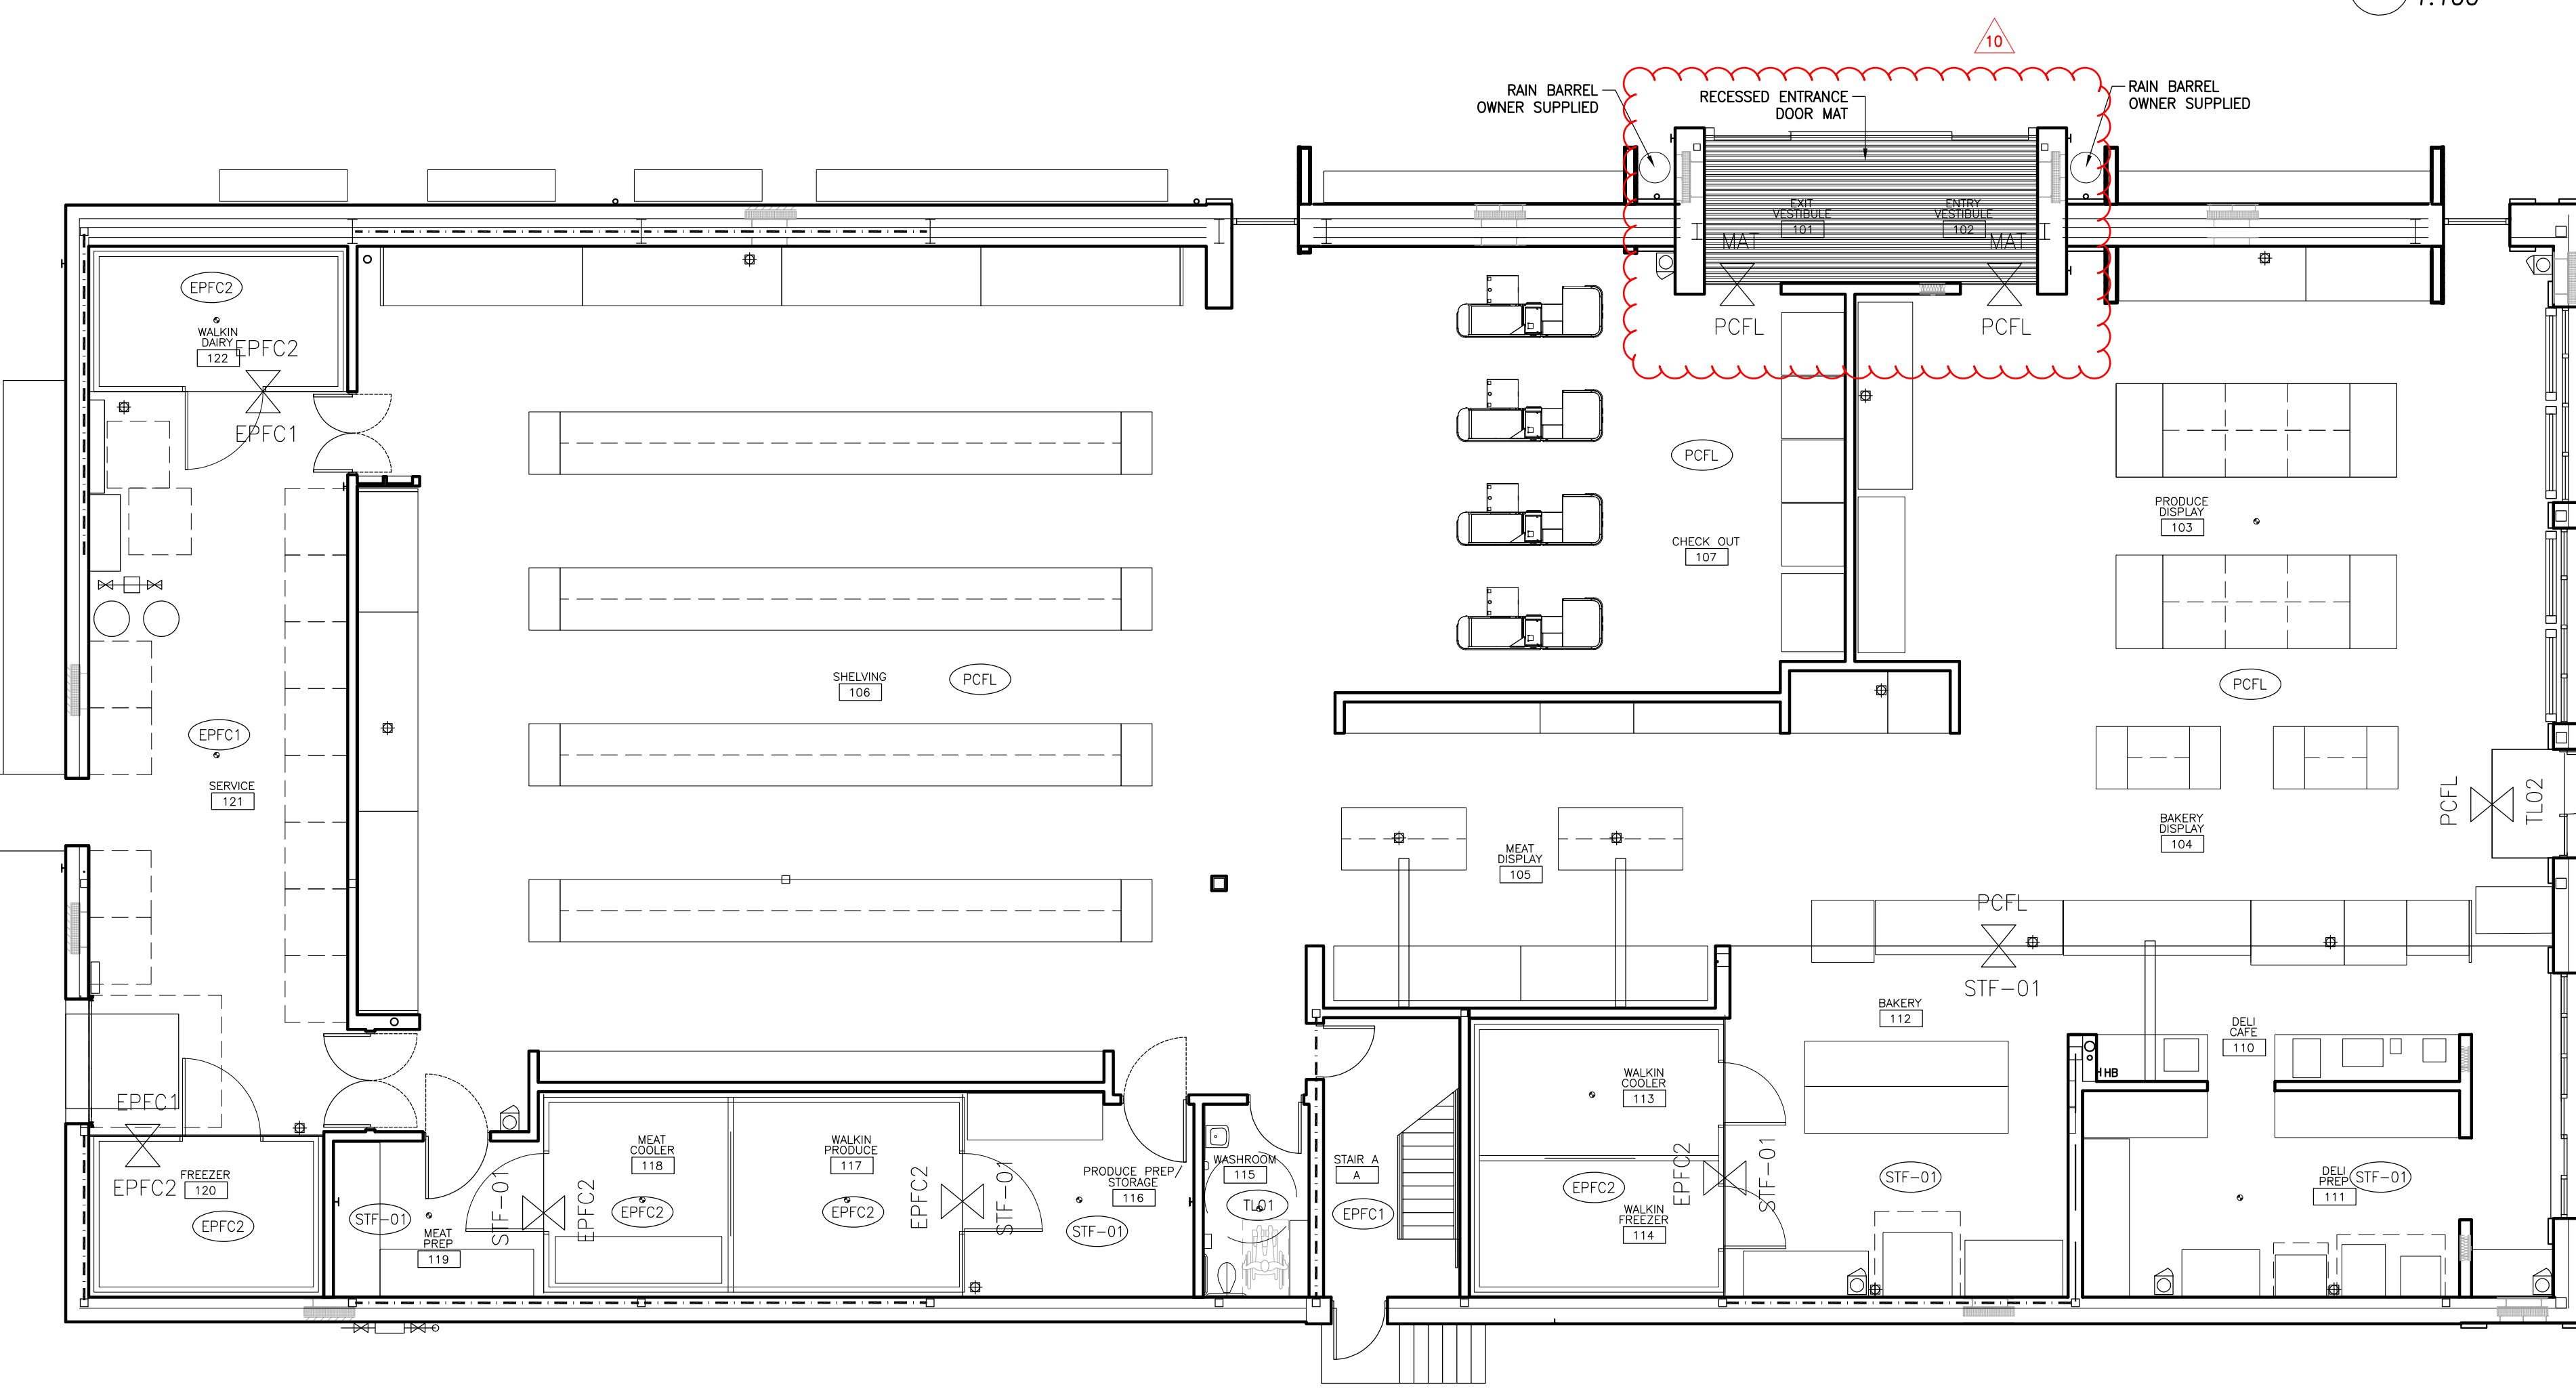 1:100
10
RAIN BARREL
OWNER SUPPLIED
RECESSED ENTRANCE
DOOR MAT
RAIN BARREL
OWNER SUPPLIED
EXIT
VESTIBULE
101
ENTRY
VESTIBULE
102
MAT
MAT
PCFL
PCFL
EPFC2
WALKIN
DAIRY
122
EPFC2
EPFC1
PCFL
CHECK OUT
107
PRODUCE
DISPLAY
103
PCFL
SHELVING
106
PCFL
EPFC1
SERVICE
121
PCFL
TL02
BAKERY
DISPLAY
104
MEAT
DISPLAY
105
PCFL
STF-01
BAKERY
112
DELI
CAFE
110
HB
WALKIN
COOLER
113
EPFC2
WALKIN
FREEZER
114
EPFC2
STF-01
STF-01
DELI
PREP
111
STF-01
EPFC1
EPFC2
FREEZER
120
EPFC2
STF-01
MEAT
PREP
119
STF-01
EPFC2
MEAT
COOLER
118
EPFC2
WALKIN
PRODUCE
117
EPFC2
EPFC2
STF-01
PRODUCE PREP/
STORAGE
116
STF-01
WASHROOM
115
TL01
STAIR A
A
EPFC1